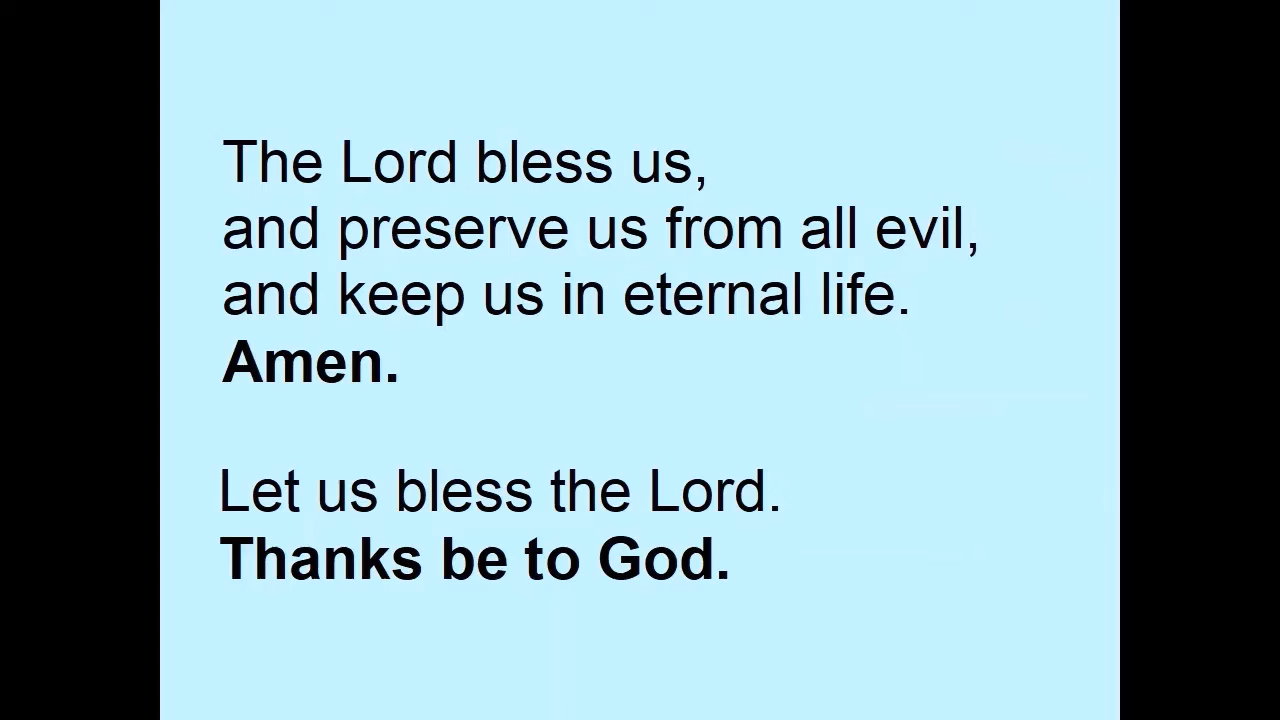 The Lord bless us,
and preserve us from all evil,
and keep us in eternal life.
Amen.
Let us bless the Lord.
Thanks be to God.